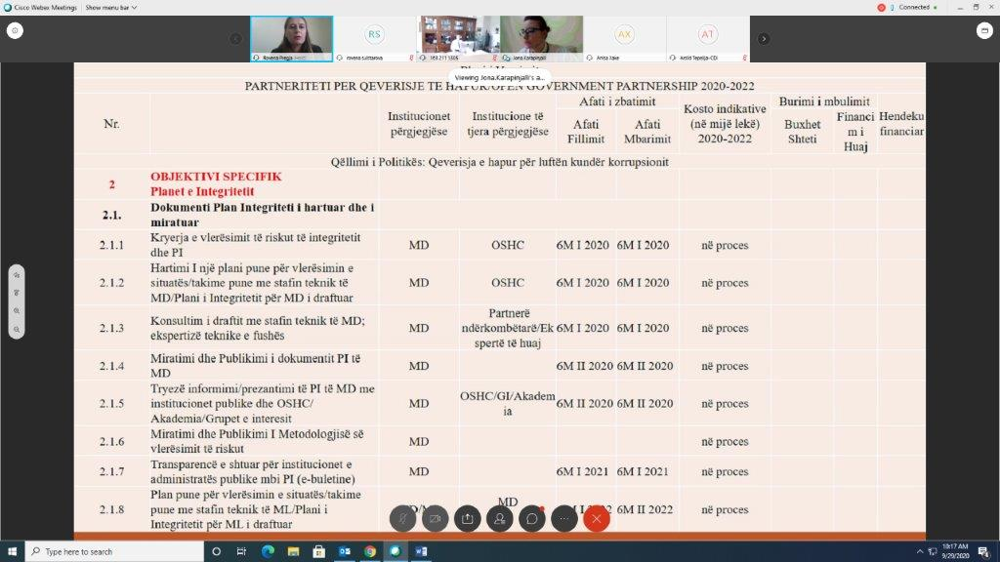 Cisco Webex Meetings Show menu bar
Connected
RS
AX
AT
Rovena Pregja Host
rovena sulstarova
Jona.Karapinjalli
Anisa Xake
Arold Tepelija-CDI
Viewing Jona.Karapinjalli's a...
PARTNERITETI PER QEVERISJE TE HAPUR/OPEN GOVERNMENT PARTNERSHIP 2020-2022
Nr. Institucionet përgjegjëse Institucione të tjera përgjegjëse Afati i zbatimit Kosto indikative (në mijë lekë) 2020-2022 Burimi i mbulimit Hendeku financiar
Afati Fillimit Afati Mbarimit Buxhet Shteti Financi m i Huaj
Qëllimi i Politikës: Qeverisja e hapur për luftën kundër korrupsionit
2 OBJEKTIVI SPECIFIK
Planet e Integritetit
2.1. Dokumenti Plan Integriteti i hartuar dhe i
miratuar
2.1.1 Kryerja e vlerësimit të riskut të integritetit
dhe PI MD OSHC 6M I 2020 6M I 2020 në proces
2.1.2 Hartimi I një plani pune për vlerësimin e
situatës/takime pune me stafin teknik të
MD/Plani i Integritetit për MD i draftuar MD OSHC 6M I 2020 6M I 2020 në proces
2.1.3 Konsultim i draftit me stafin teknik të MD;
ekspertizë teknike e fushës MD Partnerë
ndërkombëtarë/Ek
spertë të huaj 6M I 2020 6M I 2020 në proces
2.1.4 Miratimi dhe Publikimi i dokumentit PI të
MD MD 6M II 2020 6M II 2020 në proces
2.1.5 Tryezë informimi/prezantimi të PI të MD me
institucionet publike dhe OSHC/
Akademia/Grupet e interesit MD OSHC/GI/Akadem
ia 6M II 2020 6M II 2020 në proces
2.1.6 Miratimi dhe Publikimi I Metodologjisë së
vlerësimit të riskut MD në proces
2.1.7 Transparencë e shtuar për institucionet e
administratës publike mbi PI (e-buletine) MD 6M I 2021 6M I 2021 në proces
2.1.8 Plan pune për vlerësimin e situatës/takime
pune me stafin teknik të ML/Plani i
Integritetit për ML i draftuar MD 6M II 2022 në proces
Type here to search
10:17 AM
9/29/2020